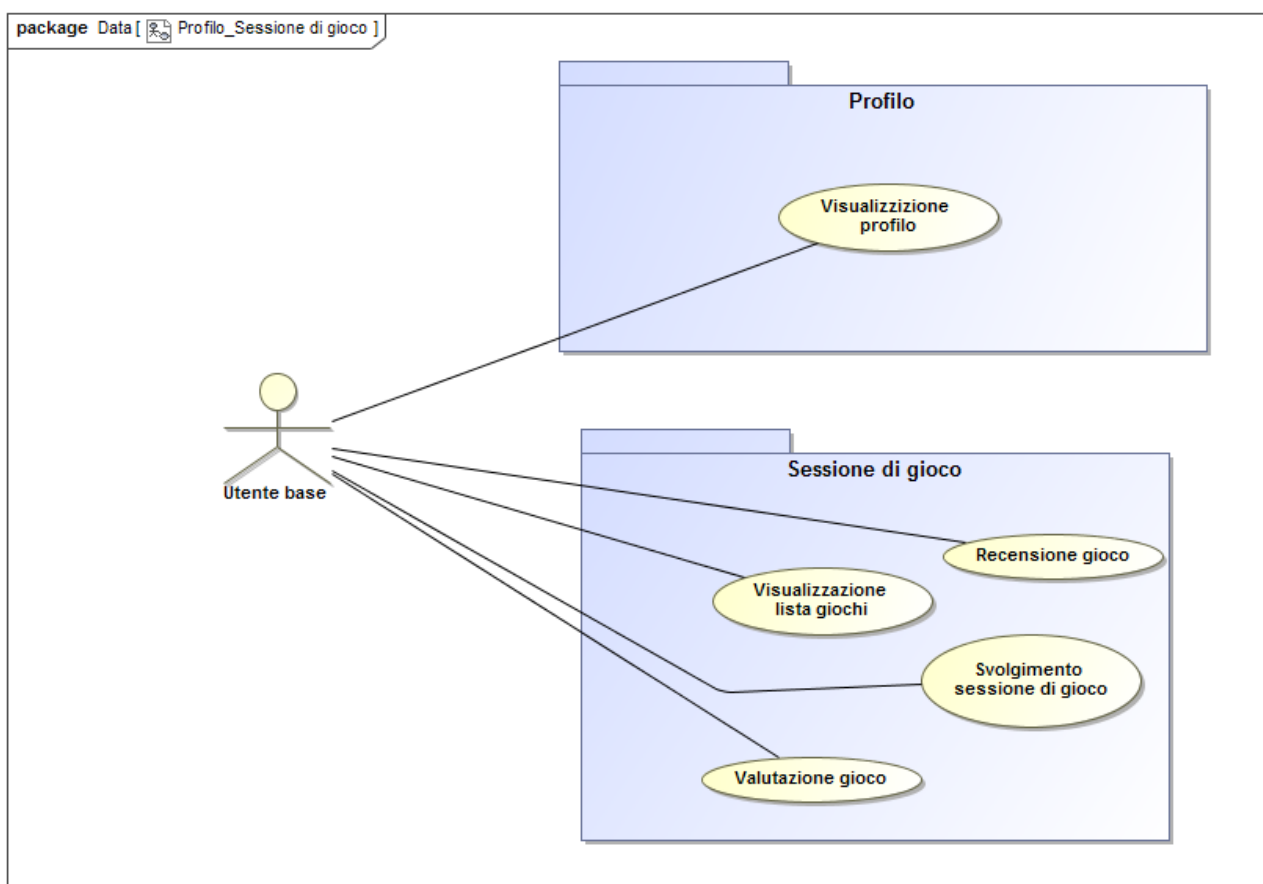 package Data [ Profilo_Sessione di gioco ]
Profilo
Visualizzizione
profilo
Utente base
Sessione di gioco
Recensione gioco
Visualizzazione
lista giochi
Svolgimento
sessione di gioco
Valutazione gioco